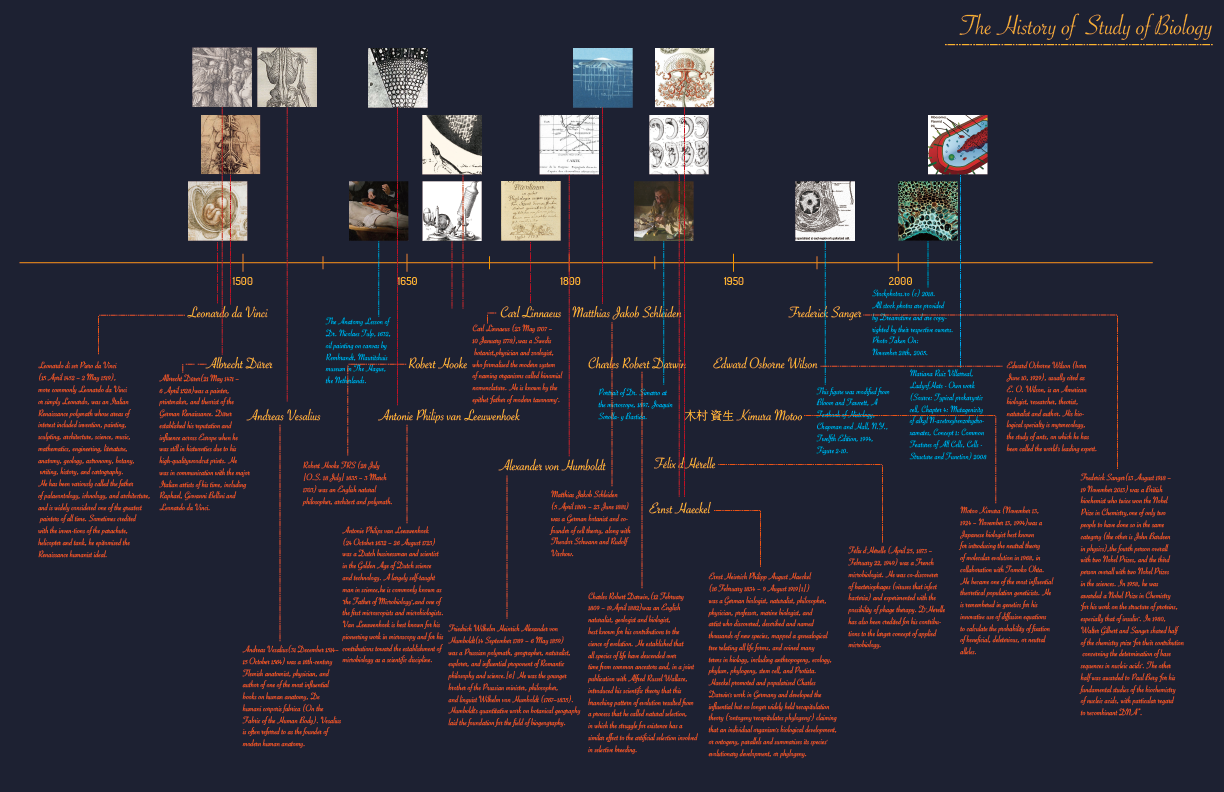 The History of Study of Biology
1500
1650
1800
1950
2000
Leonardo da Vinci
Carl Linnaeus
Matthias Jakob Schleiden
Frederick Sanger
Albrecht Dürer
Robert Hooke
Charles Robert Darwin
Edward Osborne Wilson
Andreas Vesalius
Antonie Philips van Leeuwenhoek
木村 資生 Kimura Motoo
Alexander von Humboldt
Felix d Herelle
Ernst Haeckel
Stockphotos.ro (c) 2018.
All stock photos are provided
by Dreamstime and are copy-
righted by their respective owners.
Photo Taken On:
November 28th, 2008.
The Anatomy Lesson of
Dr. Nicolaes Tulp, 1632,
oil painting on canvas by
Rembrandt, Mauritshuis
museum in The Hague,
the Netherlands.
Carl Linnaeus (23 May 1707 –
10 January 1778), was a Swedish
botanist, physician and zoologist,
who formalised the modern system
of naming organisms called binomial
nomenclature. He is known by the
epithet 'father of modern taxonomy'.
Leonardo di ser Piero da Vinci
(15 April 1452 – 2 May 1519),
more commonly Leonardo da Vinci
or simply Leonardo, was an Italian
Renaissance polymath whose areas of
interest included invention, painting,
sculpting, architecture, science, music,
mathematics, engineering, literature,
anatomy, geology, astronomy, botany,
writing, history, and cartography.
He has been variously called the father
of palaeontology, ichnology, and architecture,
and is widely considered one of the greatest
painters of all time. Sometimes credited
with the inven-tions of the parachute,
helicopter and tank, he epitomised the
Renaissance humanist ideal.
Albrecht Dürer(21 May 1471 –
6 April 1528)was a painter,
printmaker, and theorist of the
German Renaissance. Dürer
established his reputation and
influence across Europe when he
was still in his twenties due to his
high-quality woodcut prints. He
was in communication with the major
Italian artists of his time, including
Raphael, Giovanni Bellini and
Leonardo da Vinci.
Portrait of Dr. Simarro at
the microscope, 1897. Joaquin
Sorolla y Bastida.
This figure was modified from
Bloom and Fawcett, A
Textbook of Histology,
Chapman and Hall, N.Y.,
Twelfth Edition, 1994,
Figure 2-10.
Mariana Ruiz Villarreal,
LadyofHats - Own work
(Source: Typical prokaryotic
cell, Chapter 4: Mutagenicity
of alkyl N-acetoxybenzohydro-
xamates, Concept 1: Common
Features of All Cells, Cells -
Structure and Function) 2008
Edward Osborne Wilson (born
June 10, 1929), usually cited as
E. O. Wilson, is an American
biologist, researcher, theorist,
naturalist and author. His bio-
logical specialty is myrmecology,
the study of ants, on which he has
been called the world's leading expert.
Robert Hooke FRS (28 July
[O.S. 18 July] 1635 – 3 March
1703) was an English natural
philosopher, architect and polymath.
Matthias Jakob Schleiden
(5 April 1804 – 23 June 1881)
was a German botanist and co-
founder of cell theory, along with
Theodor Schwann and Rudolf
Virchow.
Antonie Philips van Leeuwenhoek
(24 October 1632 – 26 August 1723)
was a Dutch businessman and scientist
in the Golden Age of Dutch science
and technology. A largely self-taught
man in science, he is commonly known as
'the Father of Microbiology', and one of
the first microscopists and microbiologists.
Van Leeuwenhoek is best known for his
pioneering work in microscopy and for his
contributions toward the establishment of
microbiology as a scientific discipline.
Frederick Sanger(13 August 1918 –
19 November 2013) was a British
biochemist who twice won the Nobel
Prize in Chemistry, one of only two
people to have done so in the same
category (the other is John Bardeen
in physics), the fourth person overall
with two Nobel Prizes, and the third
person overall with two Nobel Prizes
in the sciences. In 1958, he was
awarded a Nobel Prize in Chemistry
'for his work on the structure of proteins,
especially that of insulin'. In 1980,
Walter Gilbert and Sanger shared half
of the chemistry prize 'for their contributions
concerning the determination of base
sequences in nucleic acids'. The other
half was awarded to Paul Berg 'for his
fundamental studies of the biochemistry
of nucleic acids, with particular regard
to recombinant DNA'.
Motoo Kimura (November 13,
1924 – November 13, 1994)was a
Japanese biologist best known
for introducing the neutral theory
of molecular evolution in 1968, in
collaboration with Tomoko Ohta.
He became one of the most influential
theoretical population geneticists. He
is remembered in genetics for his
innovative use of diffusion equations
to calculate the probability of fixation
of beneficial, deleterious, or neutral
alleles.
Felix d'Herelle (April 25, 1873 –
February 22, 1949) was a French
microbiologist. He was co-discoverer
of bacteriophages (viruses that infect
bacteria) and experimented with the
possibility of phage therapy. D'Herelle
has also been credited for his contribu-
tions to the larger concept of applied
microbiology.
Ernst Heinrich Philipp August Haeckel
(16 February 1834 – 9 August 1919[1])
was a German biologist, naturalist, philosopher,
physician, professor, marine biologist, and
artist who discovered, described and named
thousands of new species, mapped a genealogical
tree relating all life forms, and coined many
terms in biology, including anthropogeny, ecology,
phylum, phylogeny, stem cell, and Protista.
Haeckel promoted and popularised Charles
Darwin's work in Germany and developed the
influential but no longer widely held recapitulation
theory ('ontogeny recapitulates phylogeny') claiming
that an individual organism's biological development,
or ontogeny, parallels and summarises its species'
evolutionary development, or phylogeny.
Charles Robert Darwin, (12 February
1809 – 19 April 1882)was an English
naturalist, geologist and biologist,
best known for his contributions to the
science of evolution. He established that
all species of life have descended over
time from common ancestors and, in a joint
publication with Alfred Russel Wallace,
introduced his scientific theory that this
branching pattern of evolution resulted from
a process that he called natural selection,
in which the struggle for existence has a
similar effect to the artificial selection involved
in selective breeding.
Friedrich Wilhelm Heinrich Alexander von
Humboldt(14 September 1769 – 6 May 1859)
was a Prussian polymath, geographer, naturalist,
explorer, and influential proponent of Romantic
philosophy and science.[6] He was the younger
brother of the Prussian minister, philosopher,
and linguist Wilhelm von Humboldt (1767–1835).
Humboldt's quantitative work on botanical geography
laid the foundation for the field of biogeography.
Andreas Vesalius(31 December 1514–
15 October 1564) was a 16th-century
Flemish anatomist, physician, and
author of one of the most influential
books on human anatomy, De
humani corporis fabrica (On the
Fabric of the Human Body). Vesalius
is often referred to as the founder of
modern human anatomy.